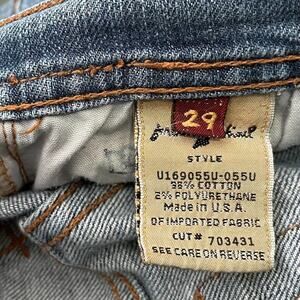 29
STYLE
U169055U-055U
98% COTTON
2% POLYURETHANE
Made in U.S.A.
OF IMPORTED FABRIC
CUT# 703431
SEE CARE ON REVERSE